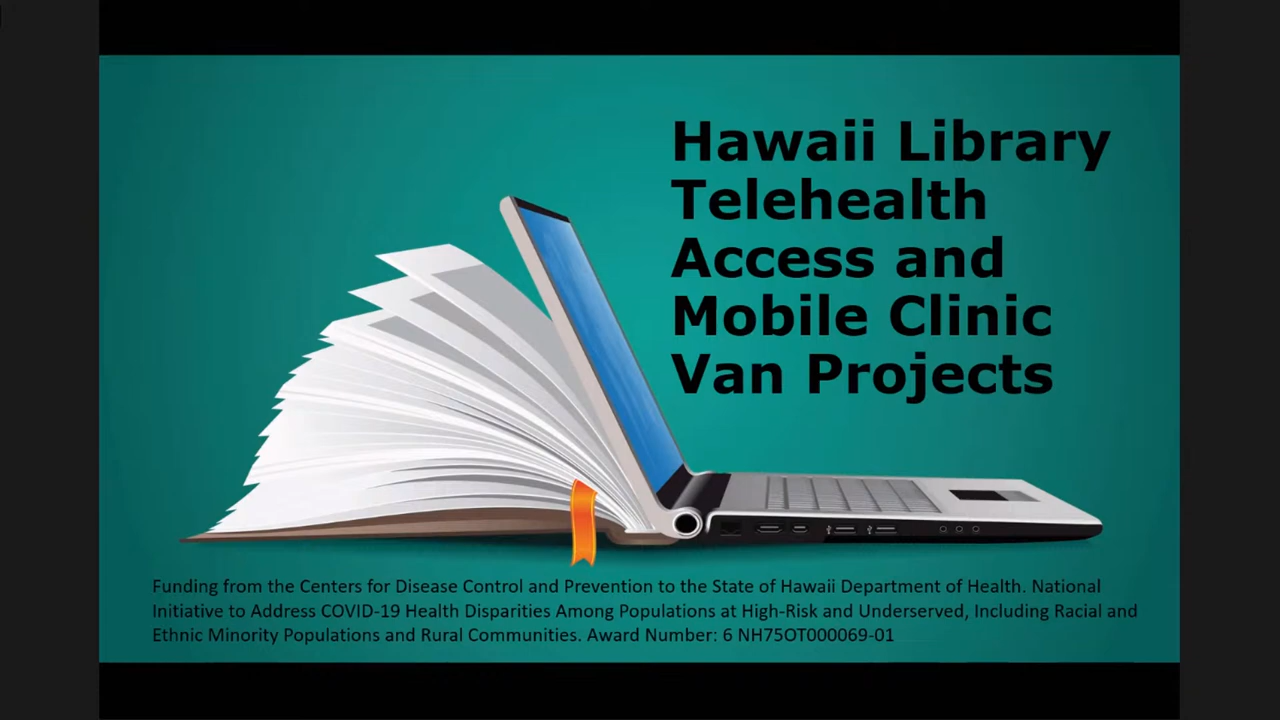 Hawaii Library
Telehealth
Access and
Mobile Clinic
Van Projects
Funding from the Centers for Disease Control and Prevention to the State of Hawaii Department of Health. National
Initiative to Address COVID-19 Health Disparities Among Populations at High-Risk and Underserved, Including Racial and
Ethnic Minority Populations and Rural Communities. Award Number: 6 NH75OT000069-01